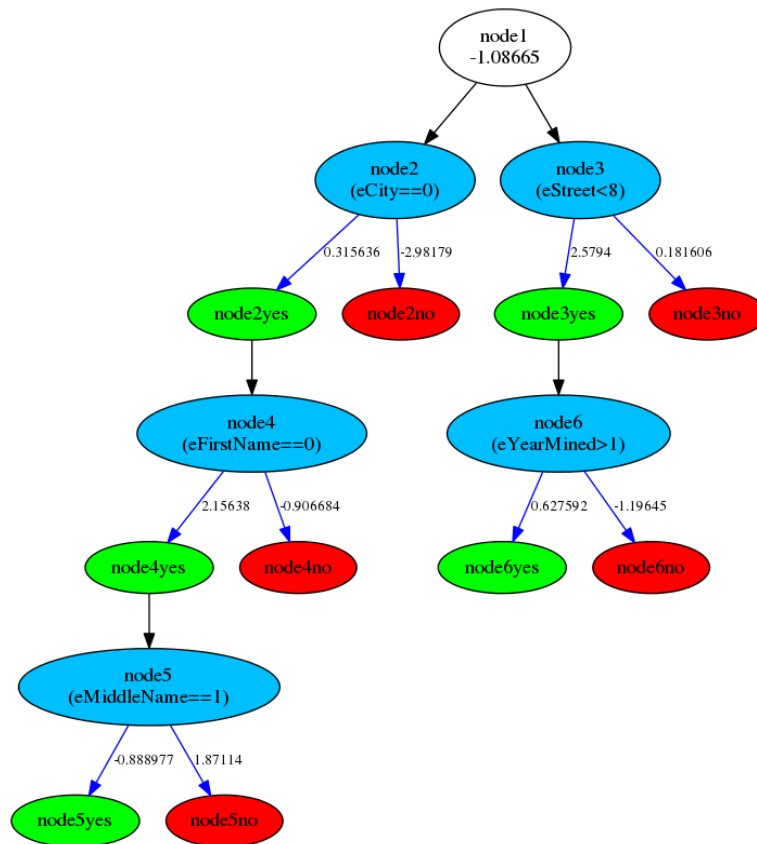 node1
-1.08665
node2
(eCity==0)
node3
(eStreet<8)
0.315636
-2.98179
2.5794
0.181606
node2yes
node2no
node3yes
node3no
node4
(eFirstName==0)
node6
(eYearMined>1)
2.15638
-0.906684
0.627592
-1.19645
node4yes
node4no
node6yes
node6no
node5
(eMiddleName==1)
-0.888977
1.87114
node5yes
node5no